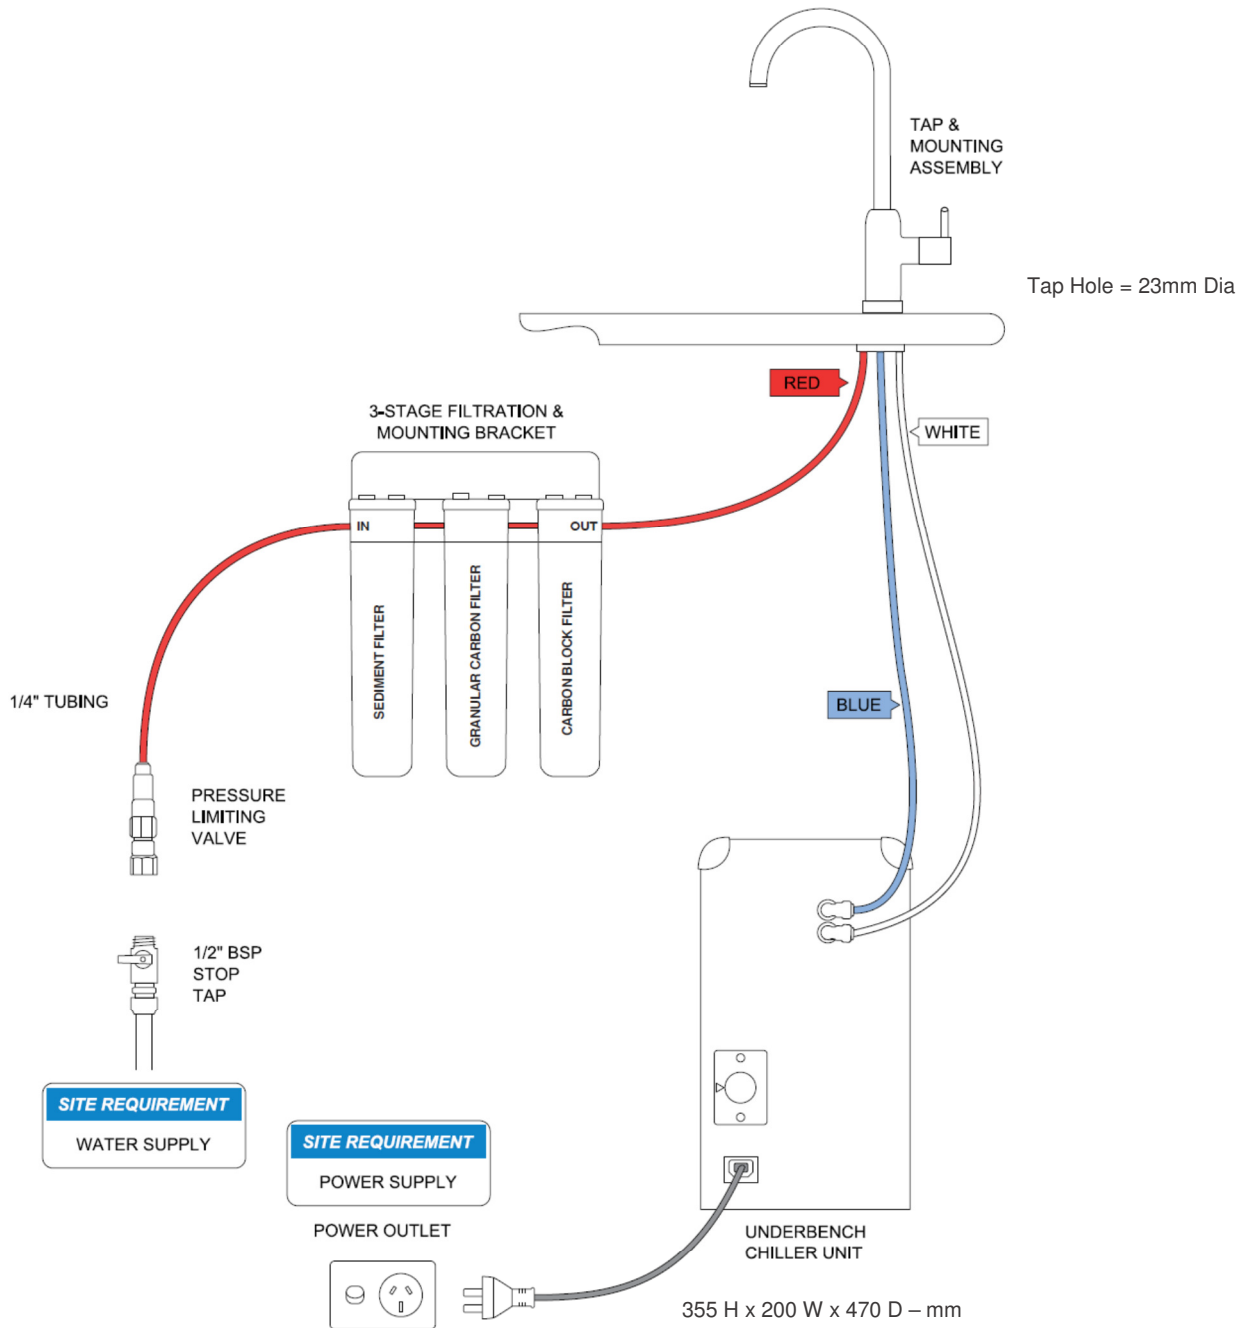 TAP &
MOUNTING
ASSEMBLY
Tap Hole = 23mm Dia
RED
WHITE
3-STAGE FILTRATION &
MOUNTING BRACKET
IN
OUT
SEDIMENT FILTER
GRANULAR CARBON FILTER
CARBON BLOCK FILTER
1/4" TUBING
BLUE
PRESSURE
LIMITING
VALVE
1/2" BSP
STOP
TAP
SITE REQUIREMENT
WATER SUPPLY
SITE REQUIREMENT
POWER SUPPLY
POWER OUTLET
UNDERBENCH
CHILLER UNIT
355 H x 200 W x 470 D – mm